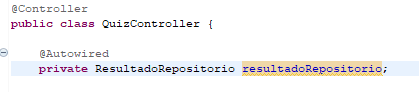 @Controller
public class QuizController {
@Autowired
private ResultadoRepositorio resultadoRepositorio;